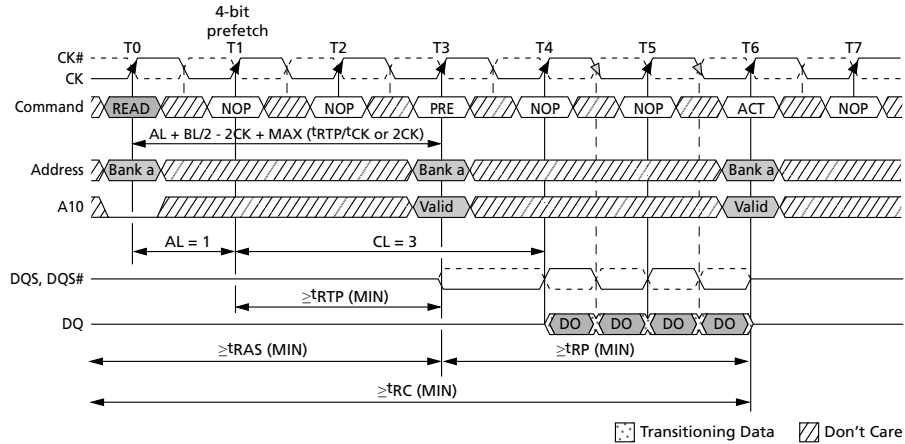 4-bit
prefetch
T0 T1 T2 T3 T4 T5 T6 T7
CK#
CK
Command READ NOP NOP PRE NOP NOP ACT NOP
AL + BL/2 - 2CK + MAX (tRTP/tCK or 2CK)
Address Bank a Bank a Bank a
A10 Valid Valid
AL = 1 CL = 3
DQS, DQS#
≥tRTP (MIN)
DQ DO DO DO DO
≥tRAS (MIN) ≥tRP (MIN)
≥tRC (MIN)
Transitioning Data Don't Care